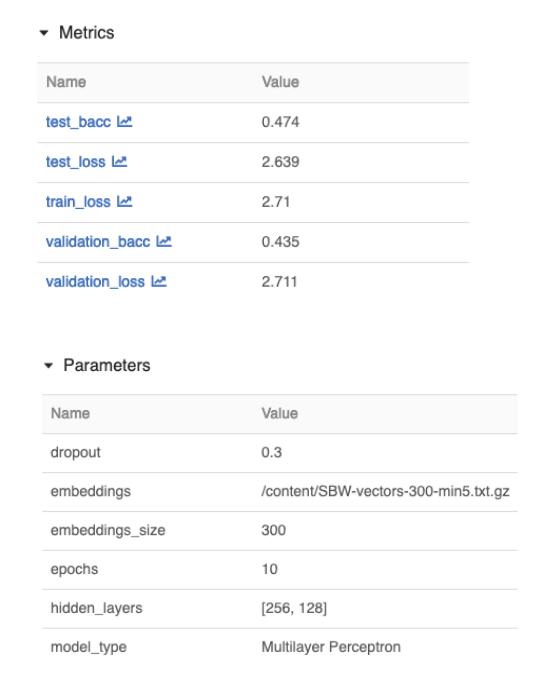 Metrics
Name Value
test_bacc 0.474
test_loss 2.639
train_loss 2.71
validation_bacc 0.435
validation_loss 2.711
Parameters
Name Value
dropout 0.3
embeddings /content/SBW-vectors-300-min5.txt.gz
embeddings_size 300
epochs 10
hidden_layers [256, 128]
model_type Multilayer Perceptron